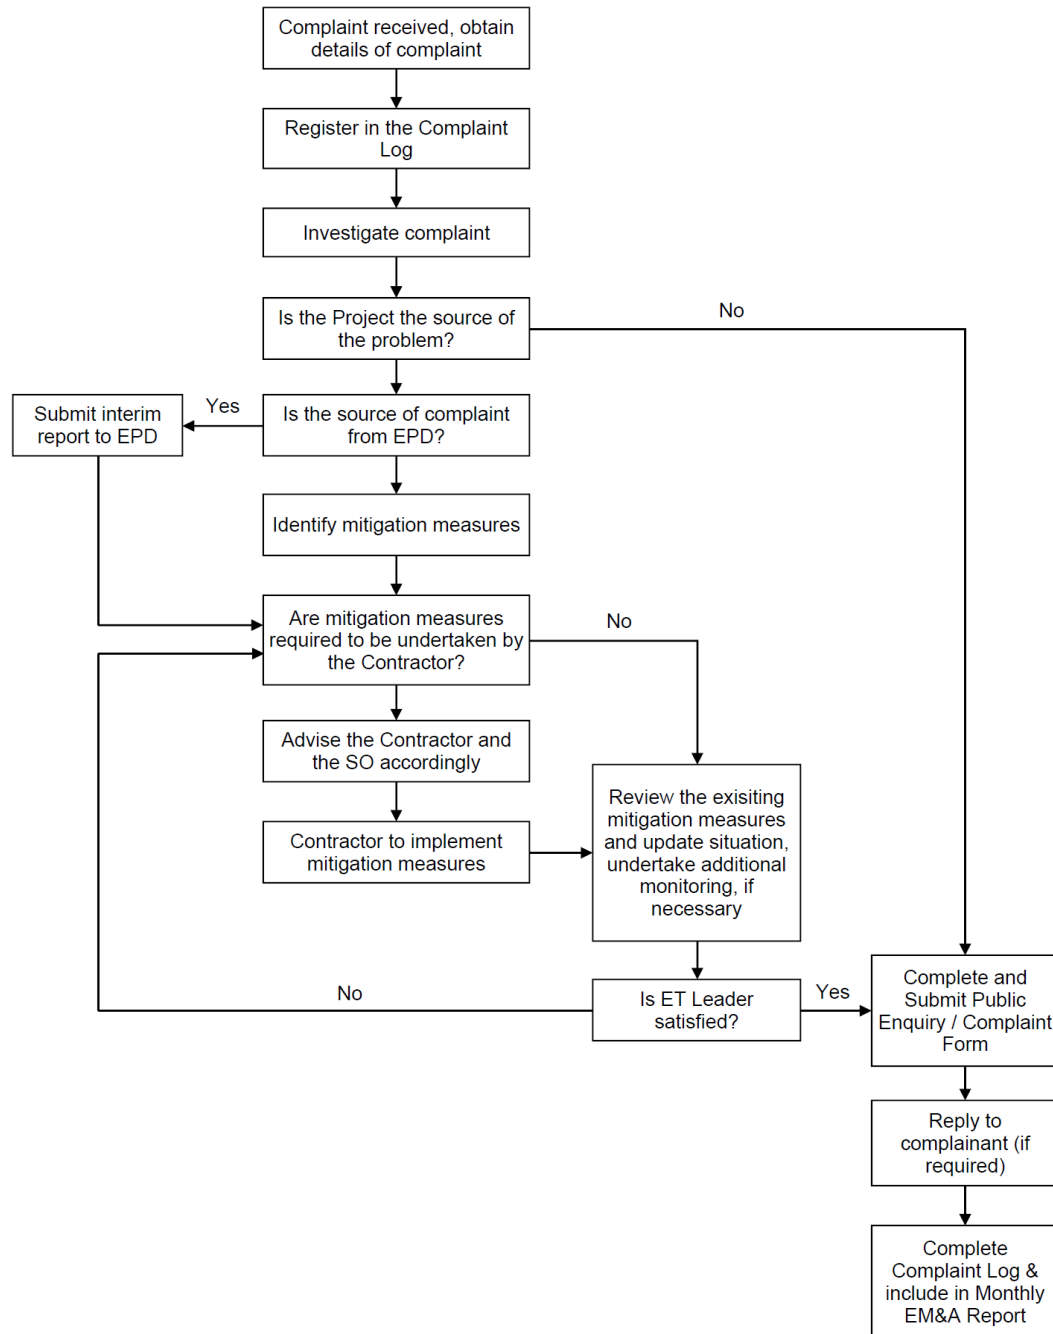 Complaint received, obtain
details of complaint
Register in the Complaint
Log
Investigate complaint
Is the Project the source of
the problem?
No
Submit interim
report to EPD
Yes
Is the source of complaint
from EPD?
Identify mitigation measures
Are mitigation measures
required to be undertaken by
the Contractor?
No
Advise the Contractor and
the SO accordingly
Contractor to implement
mitigation measures
Review the exisiting
mitigation measures
and update situation,
undertake additional
monitoring, if
necessary
No
Is ET Leader
satisfied?
Yes
Complete and
Submit Public
Enquiry / Complaint
Form
Reply to
complainant (if
required)
Complete
Complaint Log &
include in Monthly
EM&A Report